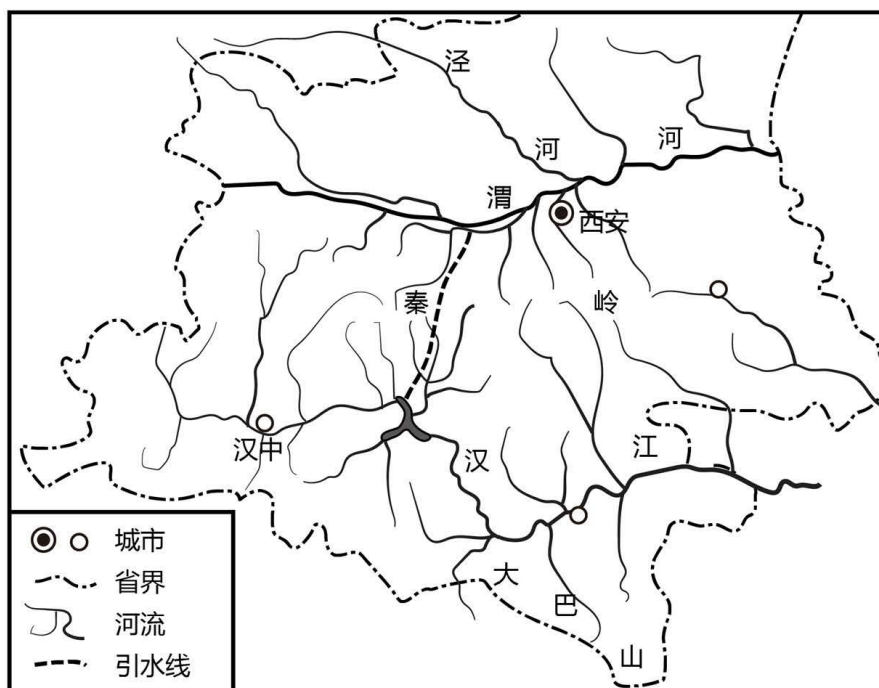 泾
河
河
渭
西安
秦
岭
汉中
汉
江
大
巴
山
城市
省界
河流
引水线